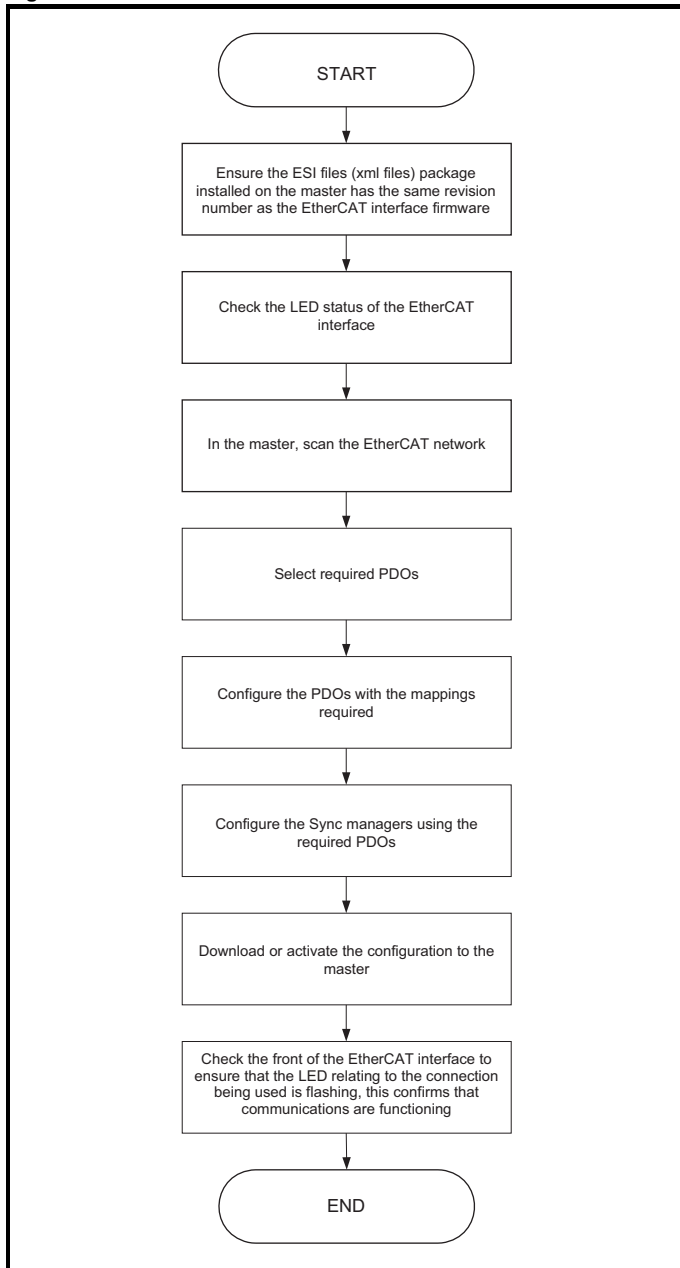 START
Ensure the ESI files (xml files) package
installed on the master has the same revision
number as the EtherCAT interface firmware
Check the LED status of the EtherCAT
interface
In the master, scan the EtherCAT network
Select required PDOs
Configure the PDOs with the mappings
required
Configure the Sync managers using the
required PDOs
Download or activate the configuration to the
master
Check the front of the EtherCAT interface to
ensure that the LED relating to the connection
being used is flashing, this confirms that
communications are functioning
END